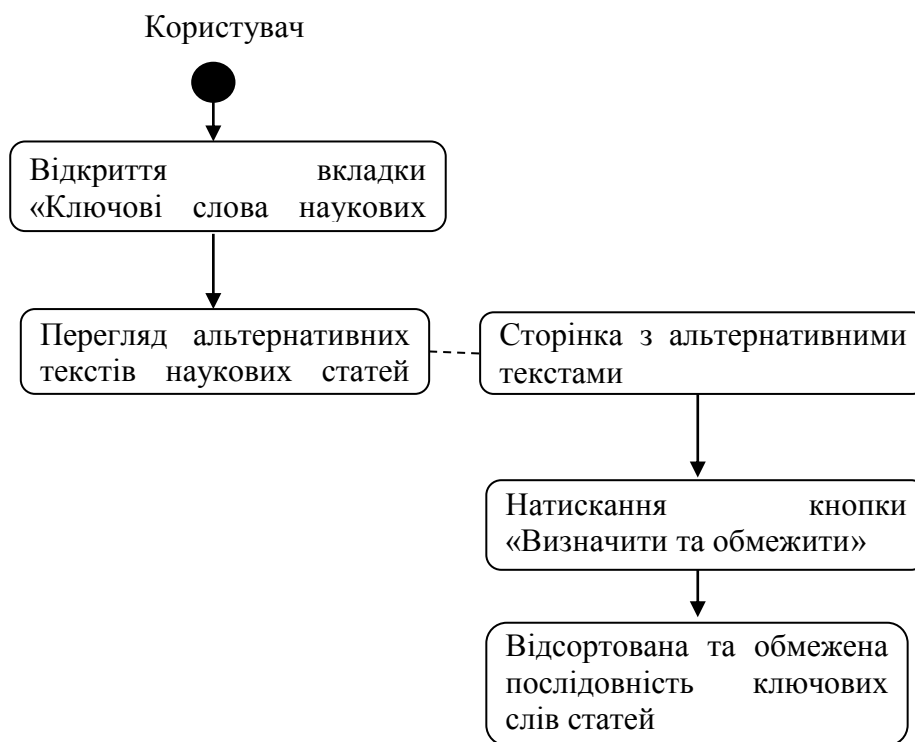 Користувач
Відкриття вкладки
«Ключові слова наукових
Перегляд альтернативних
текстів наукових статей
Сторінка з альтернативними
текстами
Натискання кнопки
«Визначити та обмежити»
Відсортована та обмежена
послідовність ключових
слів статей